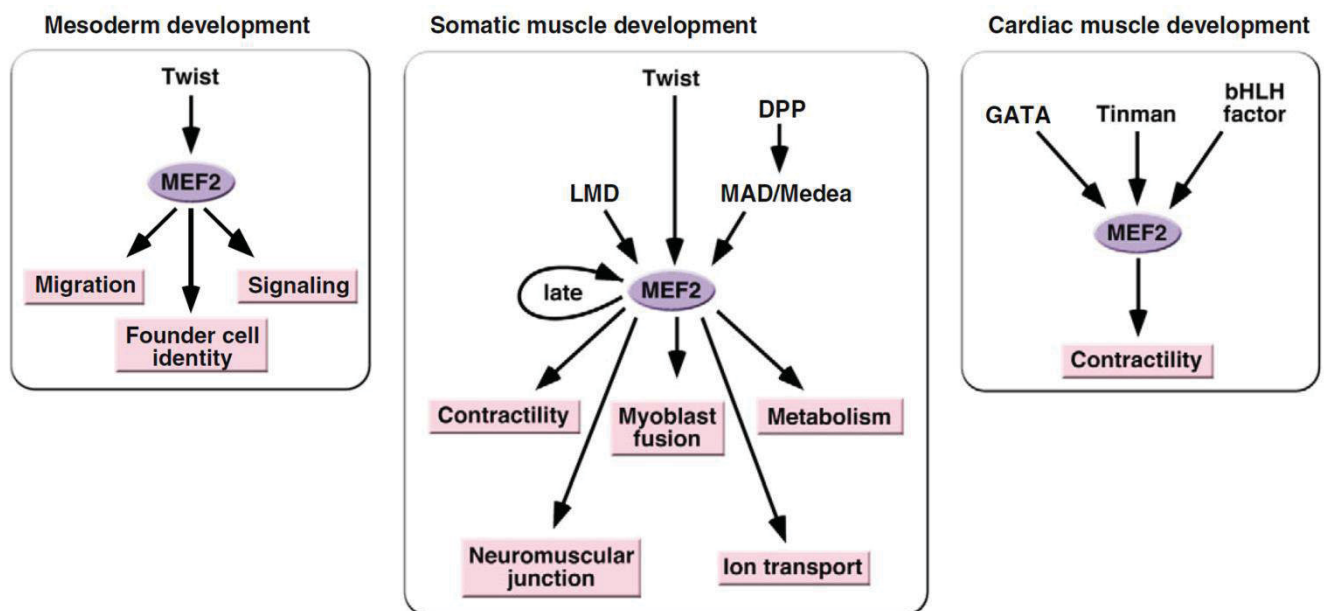 Mesoderm development
Twist
MEF2
Migration
Signaling
Founder cell
identity
Somatic muscle development
Twist
DPP
LMD
MAD/Medea
late
MEF2
Contractility
Myoblast
fusion
Metabolism
Neuromuscular
junction
Ion transport
Cardiac muscle development
GATA
Tinman
bHLH
factor
MEF2
Contractility